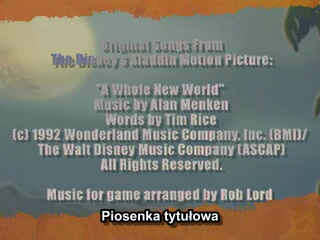 Original Songs From
The Disney's Aladdin Motion Picture:
"A Whole New World"
Music by Alan Menken
Words by Tim Rice
(c) 1992 Wonderland Music Company, Inc. (BMI)/
The Walt Disney Music Company (ASCAP)
All Rights Reserved.
Music for game arranged by Rob Lord
Piosenka tytułowa